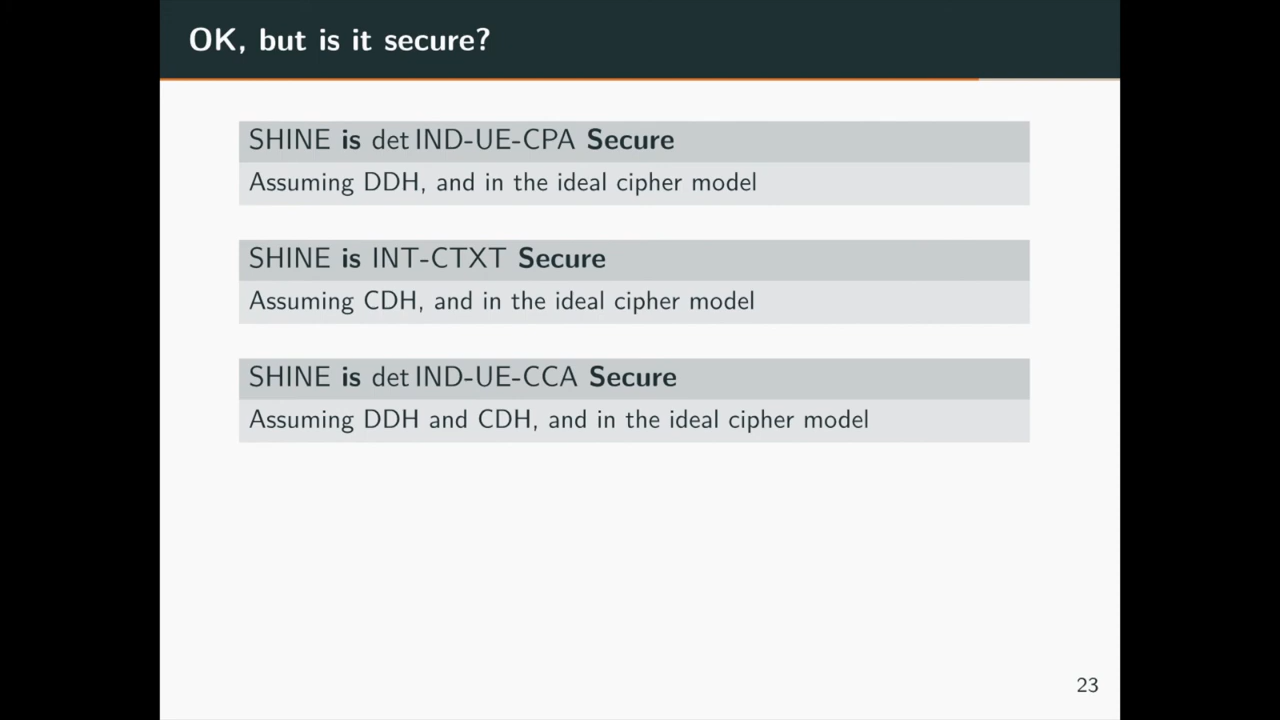 OK, but is it secure?
SHINE is det IND-UE-CPA Secure
Assuming DDH, and in the ideal cipher model
SHINE is INT-CTXT Secure
Assuming CDH, and in the ideal cipher model
SHINE is det IND-UE-CCA Secure
Assuming DDH and CDH, and in the ideal cipher model
23